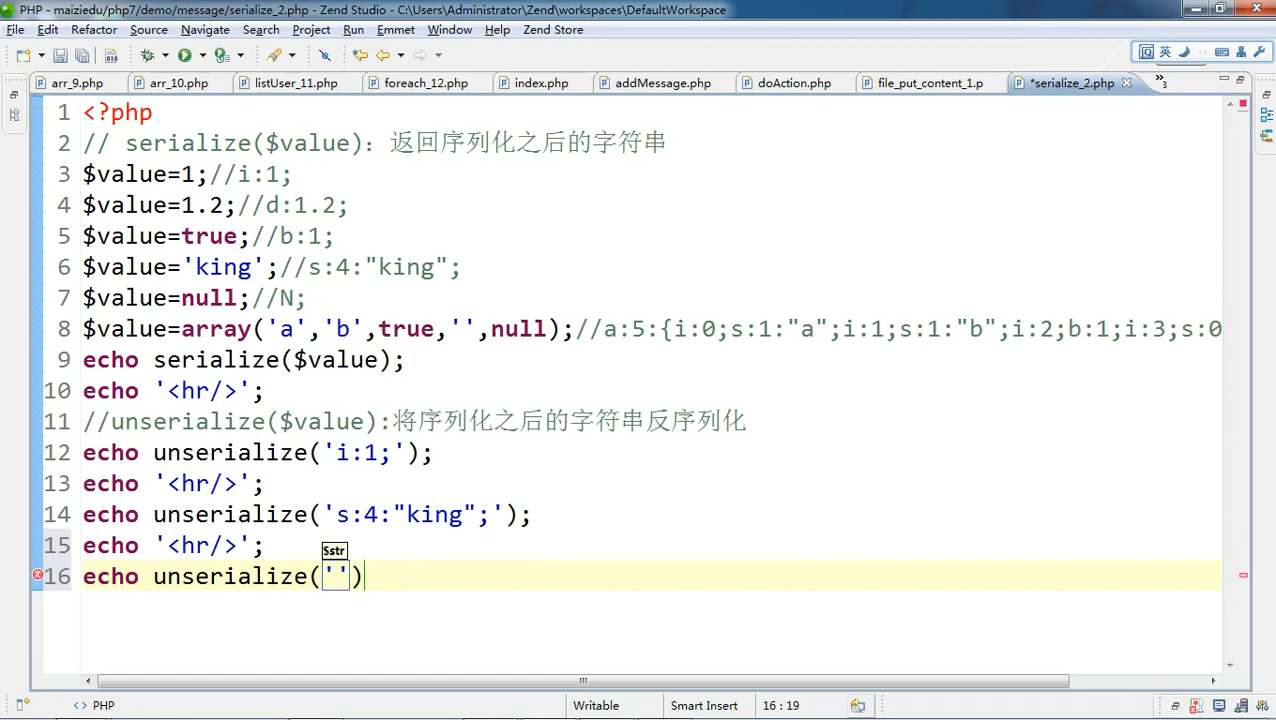 PHP - maiziedu/php7/demo/message/serialize_2.php - Zend Studio - C:\Users\Administrator\Zend\workspaces\DefaultWorkspace
File Edit Refactor Source Navigate Search Project Run Emmet Window Help Zend Store
英
arr_9.php arr_10.php listUser_11.php foreach_12.php index.php addMessage.php doAction.php file_put_content_1.p *serialize_2.php »3
1 <?php
2 // serialize($value): 返回序列化之后的字符串
3 $value=1;//i:1;
4 $value=1.2;//d:1.2;
5 $value=true;//b:1;
6 $value='king';//s:4:"king";
7 $value=null;//N;
8 $value=array('a','b',true,'',null);//a:5:{i:0;s:1:"a";i:1;s:1:"b";i:2;b:1;i:3;s:0
9 echo serialize($value);
10 echo '<hr/>';
11 //unserialize($value):将序列化之后的字符串反序列化
12 echo unserialize('i:1;');
13 echo '<hr/>';
14 echo unserialize('s:4:"king";');
15 echo '<hr/>';
$str
16 echo unserialize('')
<> PHP Writable Smart Insert 16 : 19